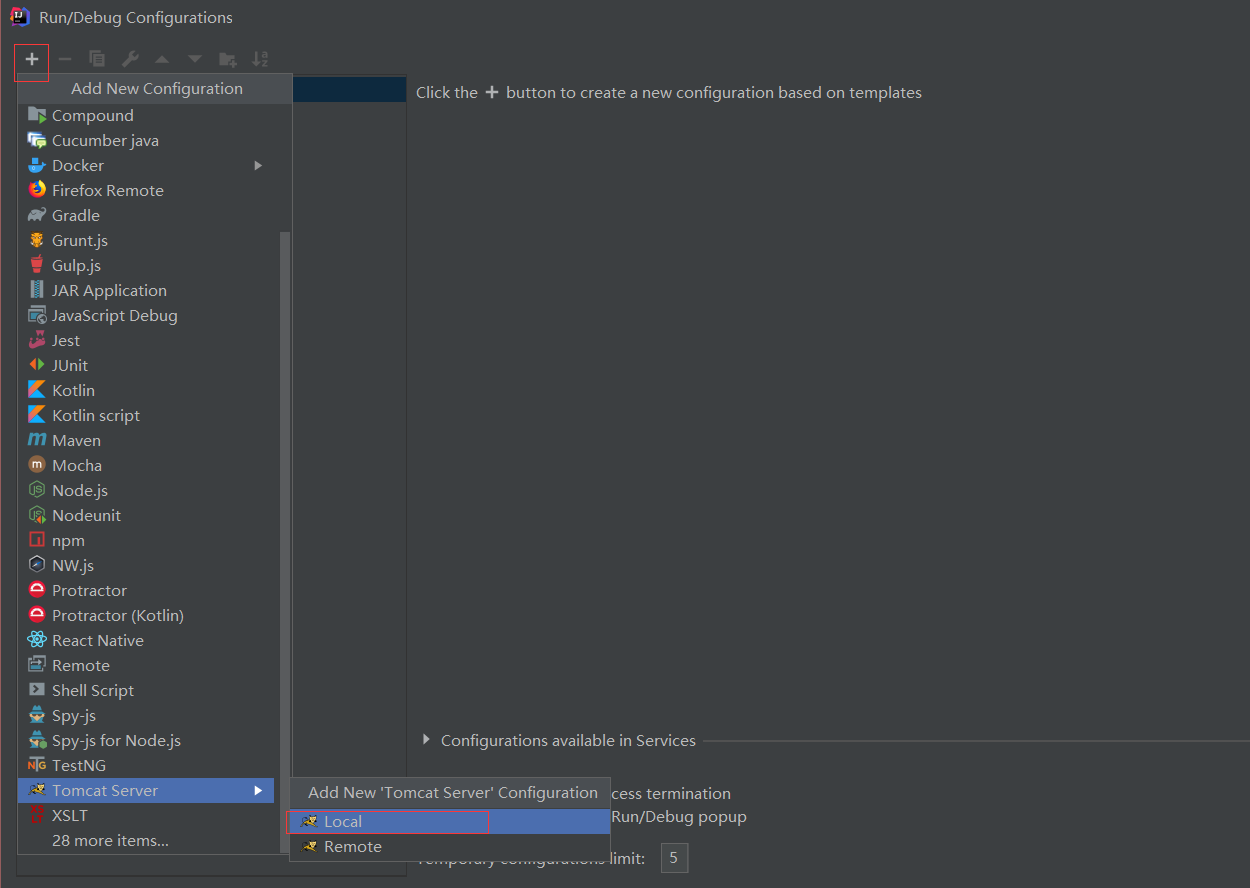 Run/Debug Configurations
Add New Configuration
Click the + button to create a new configuration based on templates
Compound
Cucumber java
Docker
Firefox Remote
Gradle
Grunt.js
Gulp.js
JAR Application
JavaScript Debug
Jest
JUnit
Kotlin
Kotlin script
Maven
Mocha
Node.js
Nodeunit
npm
NW.js
Protractor
Protractor (Kotlin)
React Native
Remote
Shell Script
Spy-js
Spy-js for Node.js
TestNG
Tomcat Server
XSLT
28 more items...
Configurations available in Services
Add New 'Tomcat Server' Configuration
Local
Remote
cess termination
Run/Debug popup
Temporary configurations limit: 5